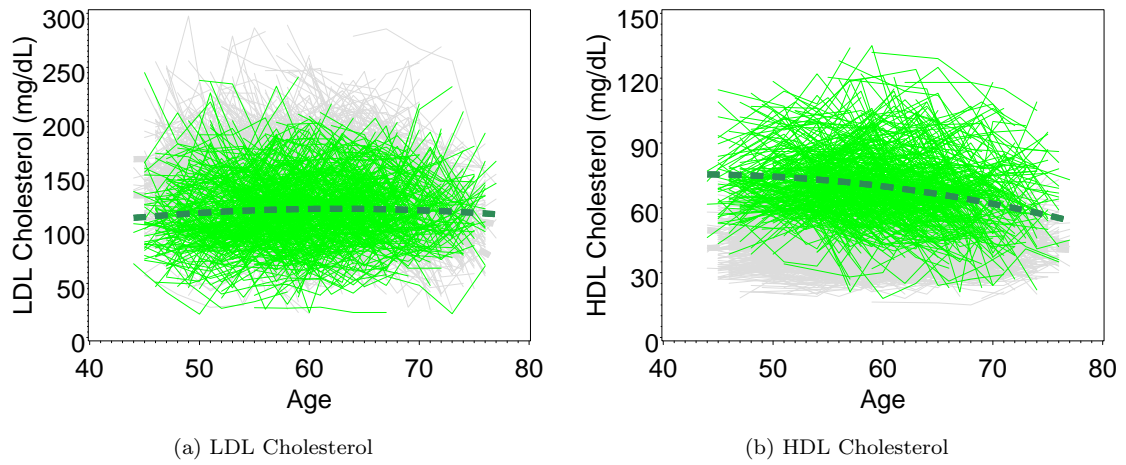 LDL Cholesterol (mg/dL)
300
250
200
150
100
50
0
40 50 60 70 80
Age
(a) LDL Cholesterol
HDL Cholesterol (mg/dL)
150
120
90
60
30
0
40 50 60 70 80
Age
(b) HDL Cholesterol